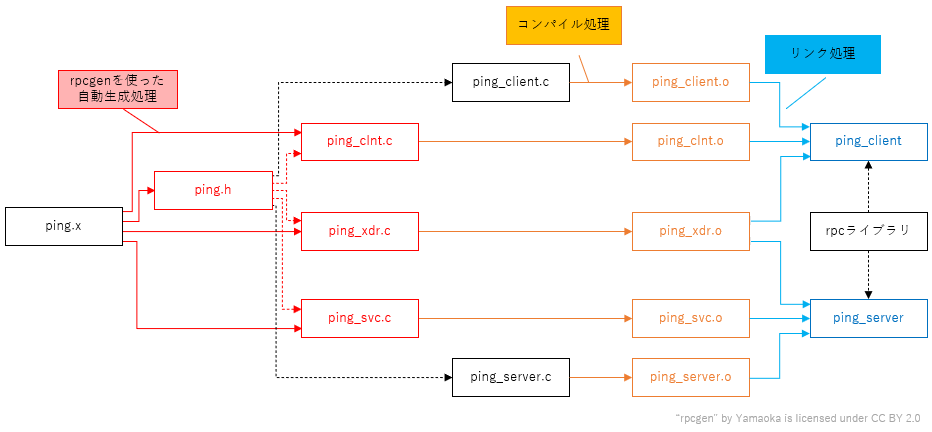 コンパイル処理
リンク処理
rpcgenを使った
自動生成処理
ping_client.c
ping_client.o
ping_clnt.c
ping_clnt.o
ping_client
ping.h
ping.x
ping_xdr.c
ping_xdr.o
rpcライブラリ
ping_svc.c
ping_svc.o
ping_server
ping_server.c
ping_server.o
“rpcgen” by Yamaoka is licensed under CC BY 2.0